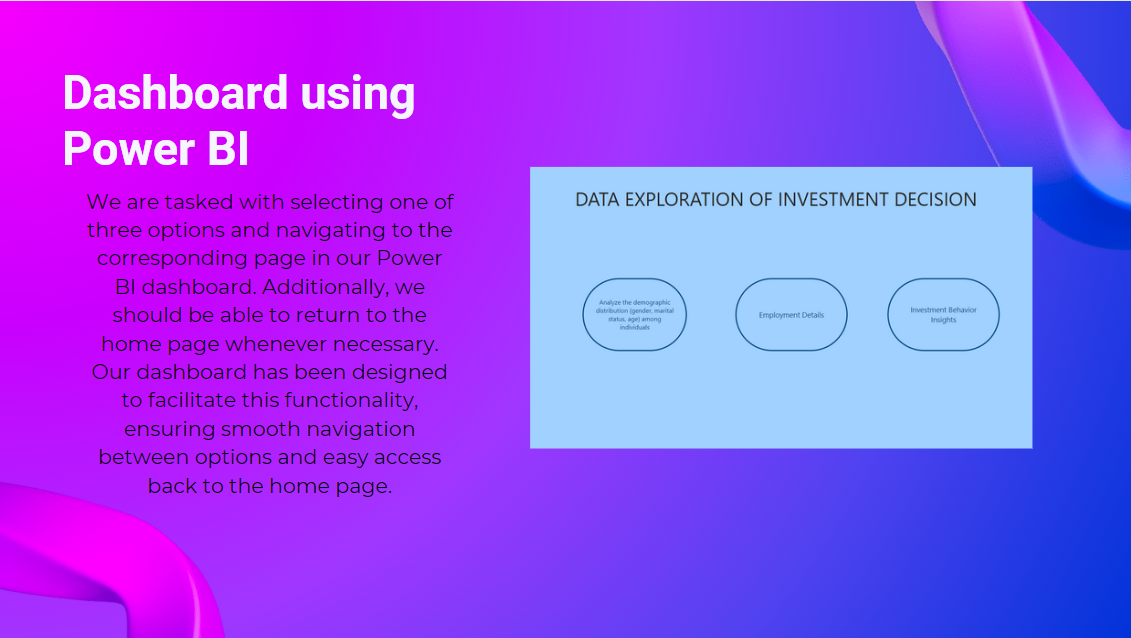 Dashboard using
Power BI
We are tasked with selecting one of
three options and navigating to the
corresponding page in our Power
BI dashboard. Additionally, we
should be able to return to the
home page whenever necessary.
Our dashboard has been designed
to facilitate this functionality,
ensuring smooth navigation
between options and easy access
back to the home page.
DATA EXPLORATION OF INVESTMENT DECISION
Analyze the demographic
distribution (gender, marital
status, age) among
individuals
Employment Details
Investment Behavior
Insights